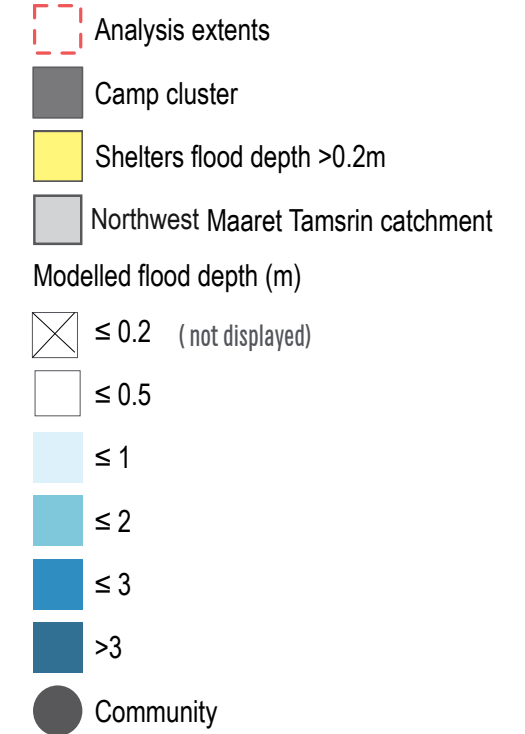 Analysis extents
Camp cluster
Shelters flood depth >0.2m
Northwest Maaret Tamsrin catchment
Modelled flood depth (m)
≤ 0.2 ( not displayed)
≤ 0.5
≤ 1
≤ 2
≤ 3
>3
Community